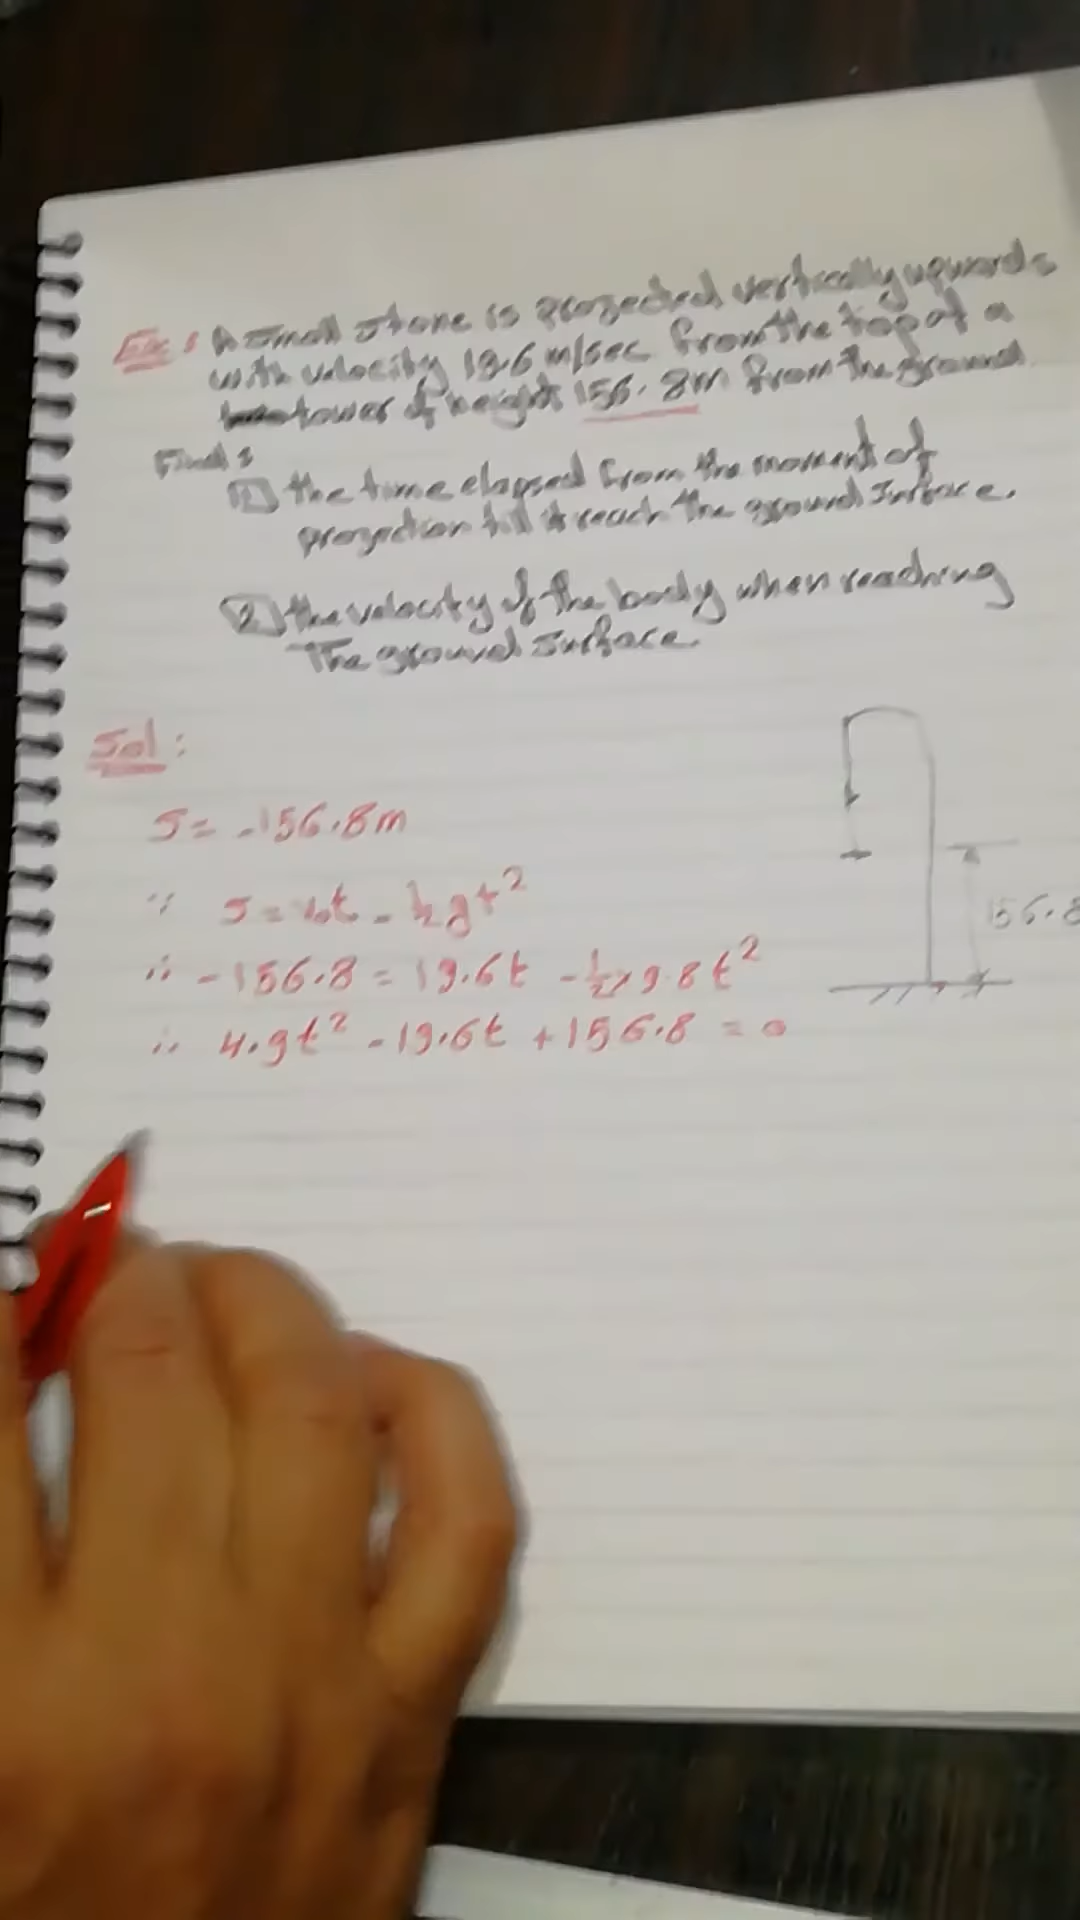 Ex: A small stone is projected vertically upwards
with velocity 19.6 m/sec from the top of a
tower of height 156.8m from the ground
Find:
1 the time elapsed from the moment of
projection till it reach the ground surface.
2 the velocity of the body when reaching
The ground surface.
Sol:
S = -156.8m
∵ S = V₀t - ½gt²
∴ -156.8 = 19.6t - ½×9.8t²
∴ 4.9t² - 19.6t + 156.8 = 0
156.8